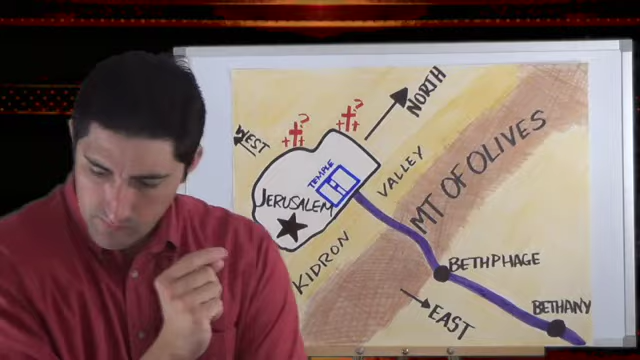 NORTH
?
?
WEST
MT OF OLIVES
VALLEY
TEMPLE
JERUSALEM
KIDRON
BETHPHAGE
EAST
BETHANY